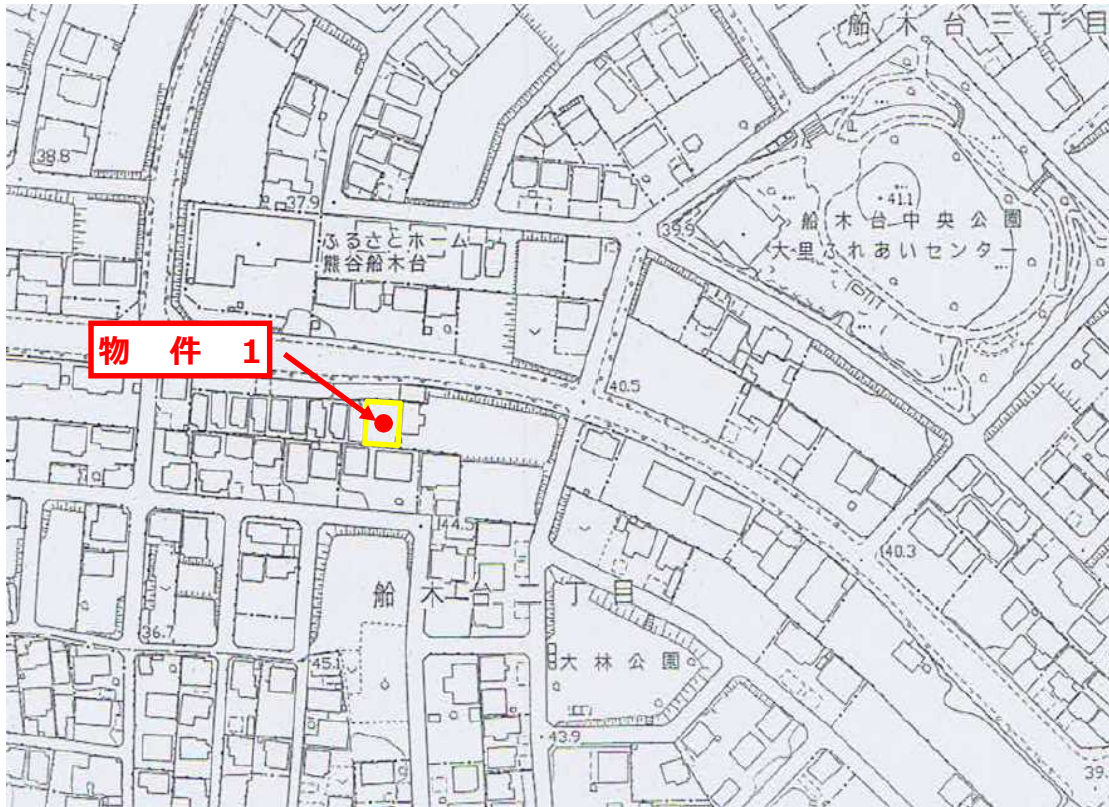 船木台三丁目
38.8
37.9
ふるさとホーム
熊谷船木台
39.9
41.1
船木台中央公園
大里ふれあいセンター
物件 1
40.5
44.5
40.3
船木台二丁目
36.7
45.1
大林公園
43.9
39.